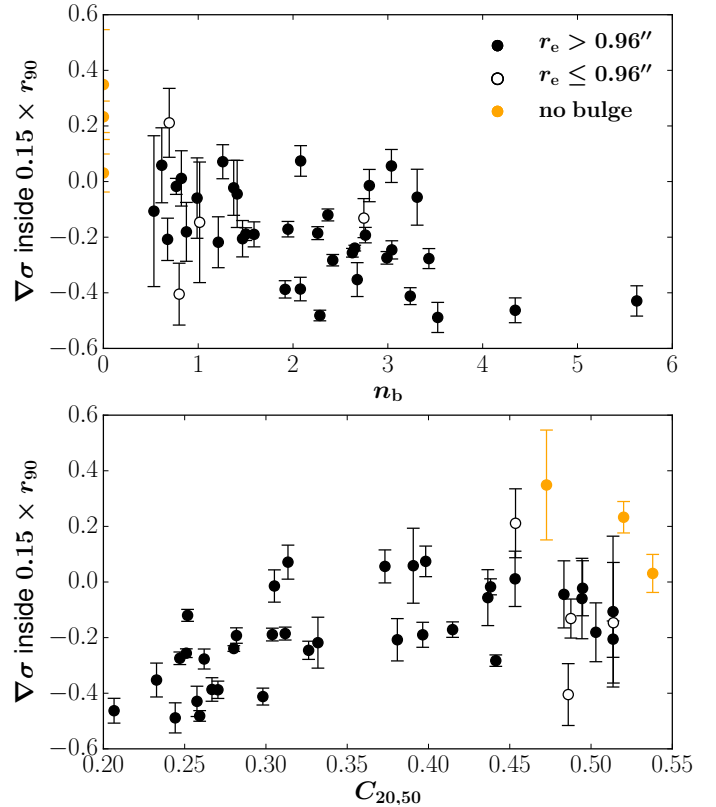 0.6
0.4
0.2
0.0
−0.2
−0.4
−0.6
∇σ inside 0.15 × r₉₀
rₑ > 0.96″
rₑ ≤ 0.96″
no bulge
0 1 2 3 4 5 6
n_b
0.6
0.4
0.2
0.0
−0.2
−0.4
−0.6
∇σ inside 0.15 × r₉₀
0.20 0.25 0.30 0.35 0.40 0.45 0.50 0.55
C₂₀,₅₀